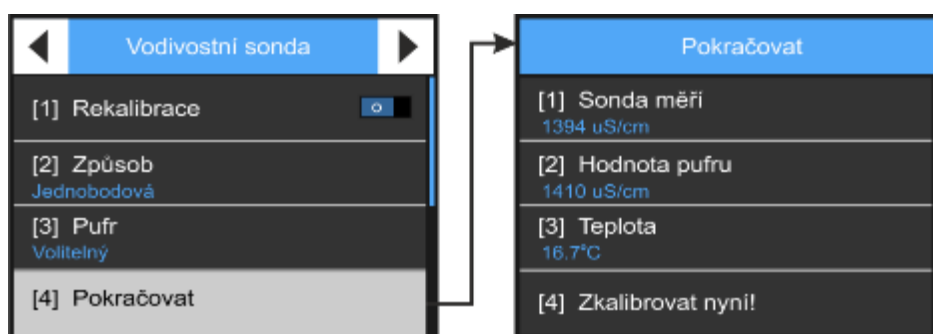 Vodivostní sonda
[1] Rekalibrace
[2] Způsob
Jednobodová
[3] Pufr
Volitelný
[4] Pokračovat
Pokračovat
[1] Sonda měří
1394 uS/cm
[2] Hodnota pufru
1410 uS/cm
[3] Teplota
16.7°C
[4] Zkalibrovat nyní!